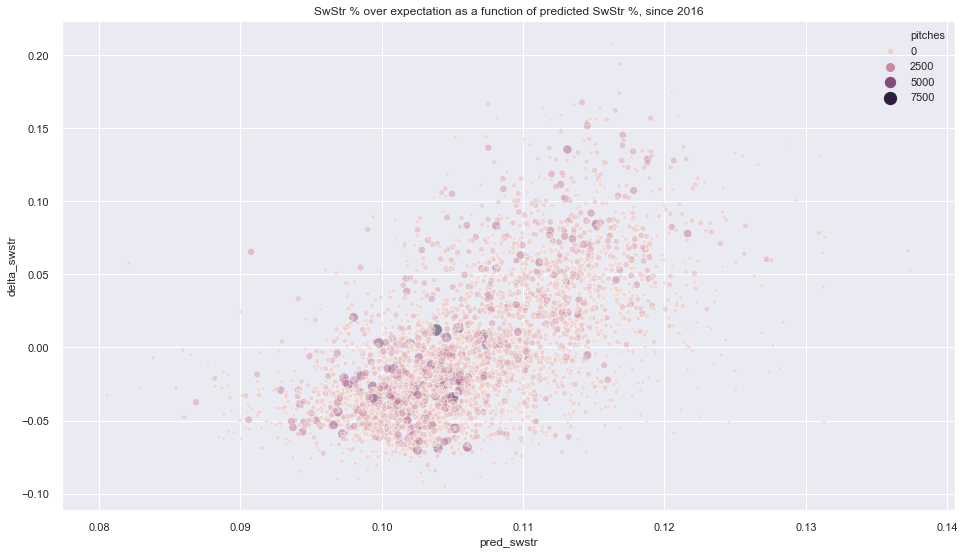 SwStr % over expectation as a function of predicted SwStr %, since 2016
pitches
0
2500
5000
7500
delta_swstr
0.20
0.15
0.10
0.05
0.00
−0.05
−0.10
0.08 0.09 0.10 0.11 0.12 0.13 0.14
pred_swstr